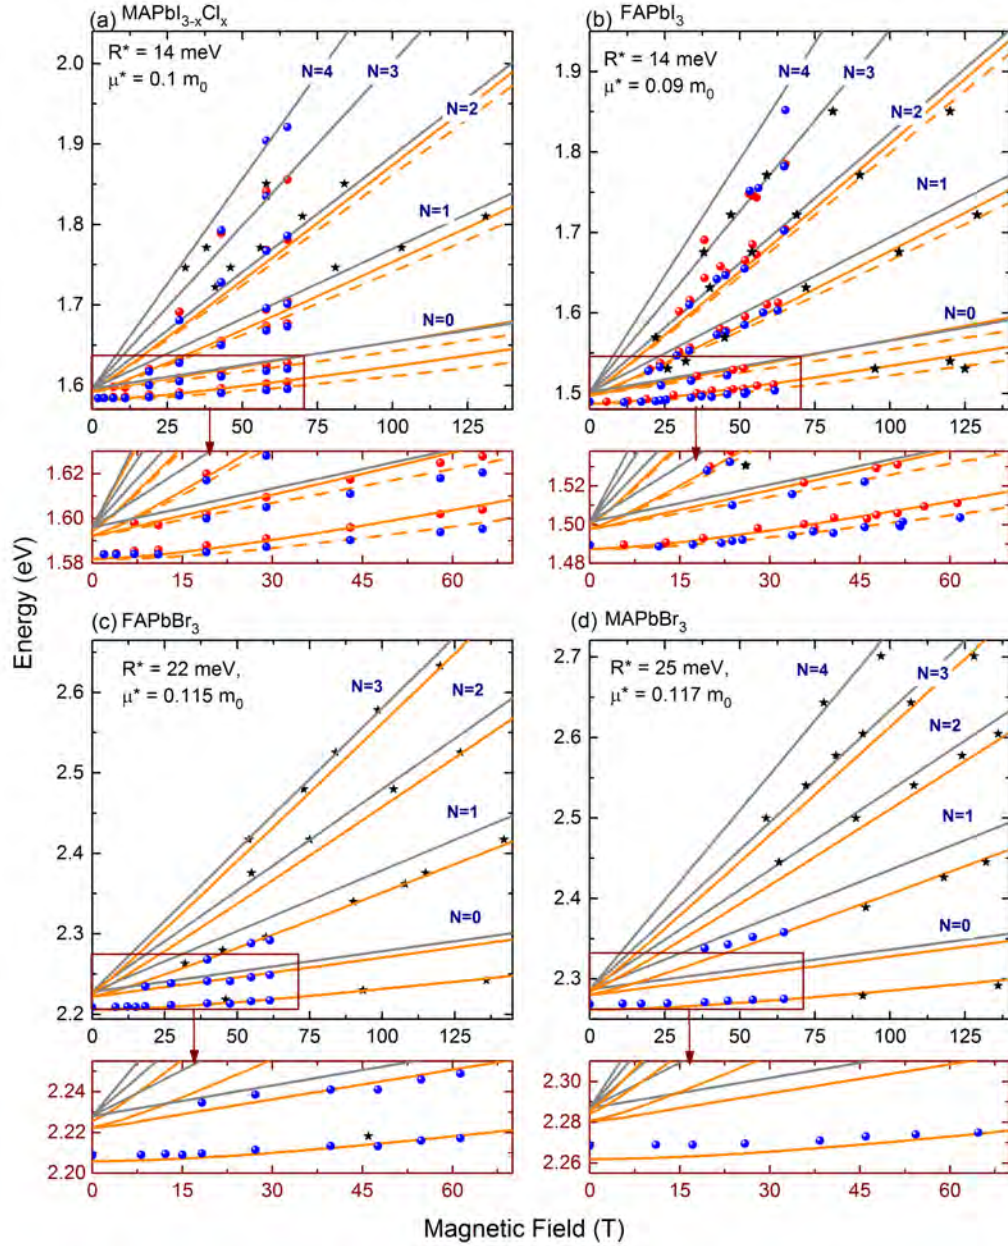 (a) MAPbI3-xClx
R* = 14 meV
μ* = 0.1 m0
N=4
N=3
N=2
N=1
N=0
2.0
1.9
1.8
1.7
1.6
0 25 50 75 100 125
1.62
1.60
1.58
0 15 30 45 60
(b) FAPbI3
R* = 14 meV
μ* = 0.09 m0
N=4
N=3
N=2
N=1
N=0
1.9
1.8
1.7
1.6
1.5
0 25 50 75 100 125
1.52
1.50
1.48
0 15 30 45 60
Energy (eV)
(c) FAPbBr3
R* = 22 meV,
μ* = 0.115 m0
N=3
N=2
N=1
N=0
2.6
2.5
2.4
2.3
2.2
0 25 50 75 100 125
2.24
2.22
2.20
0 15 30 45 60
(d) MAPbBr3
R* = 25 meV,
μ* = 0.117 m0
N=4
N=3
N=2
N=1
N=0
2.7
2.6
2.5
2.4
2.3
0 25 50 75 100 125
2.30
2.28
2.26
0 15 30 45 60
Magnetic Field (T)